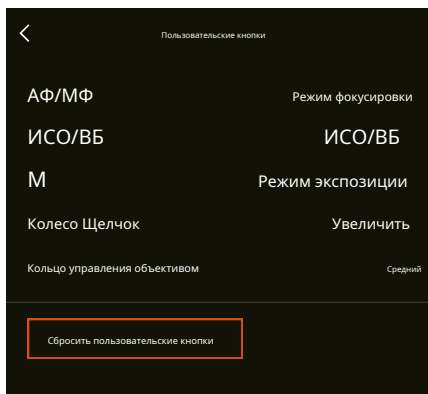 Пользовательские кнопки
АФ/МФ Режим фокусировки
ИСО/ВБ ИСО/ВБ
М Режим экспозиции
Колесо Щелчок Увеличить
Кольцо управления объективом Средний
Сбросить пользовательские кнопки